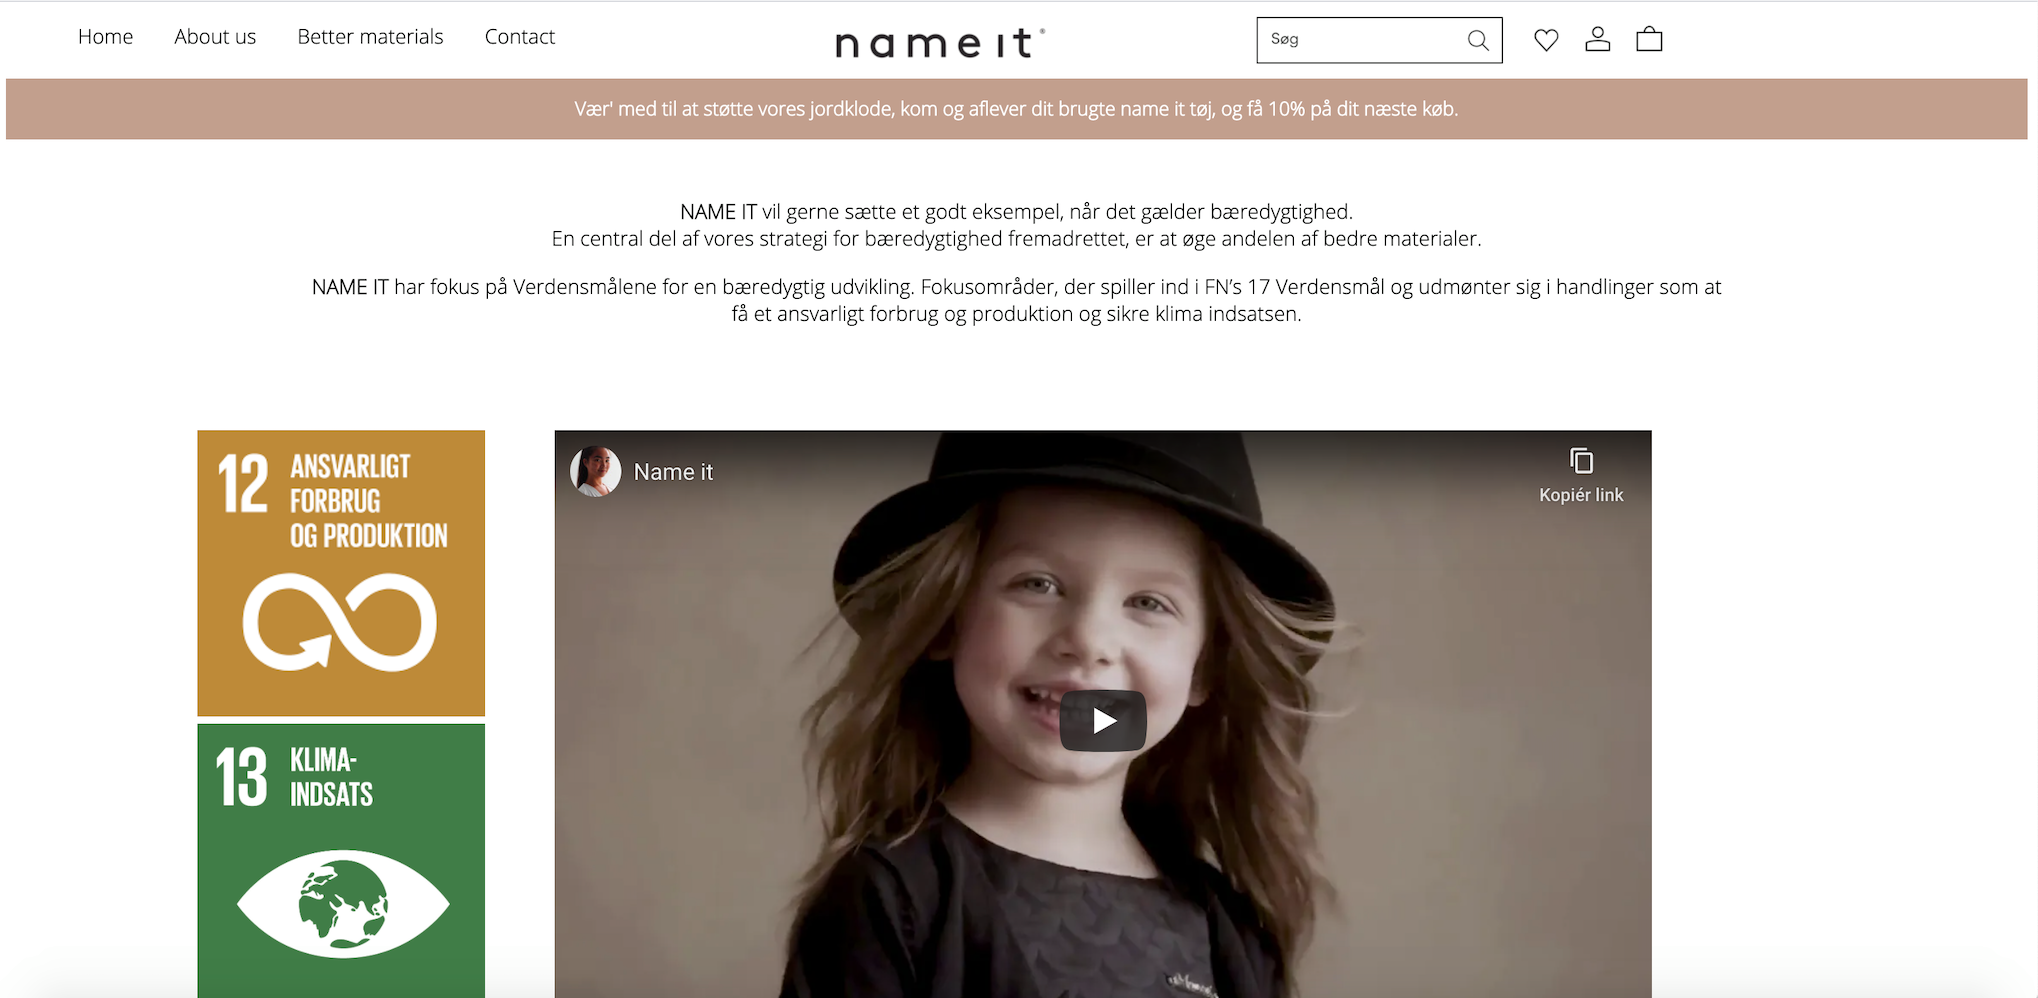 Home About us Better materials Contact
name it®
Søg
Vær' med til at støtte vores jordklode, kom og aflever dit brugte name it tøj, og få 10% på dit næste køb.
NAME IT vil gerne sætte et godt eksempel, når det gælder bæredygtighed.
En central del af vores strategi for bæredygtighed fremadrettet, er at øge andelen af bedre materialer.
NAME IT har fokus på Verdensmålene for en bæredygtig udvikling. Fokusområder, der spiller ind i FN’s 17 Verdensmål og udmønter sig i handlinger som at
få et ansvarligt forbrug og produktion og sikre klima indsatsen.
12 ANSVARLIGT
FORBRUG
OG PRODUKTION
13 KLIMA-
INDSATS
Name it
Kopiér link